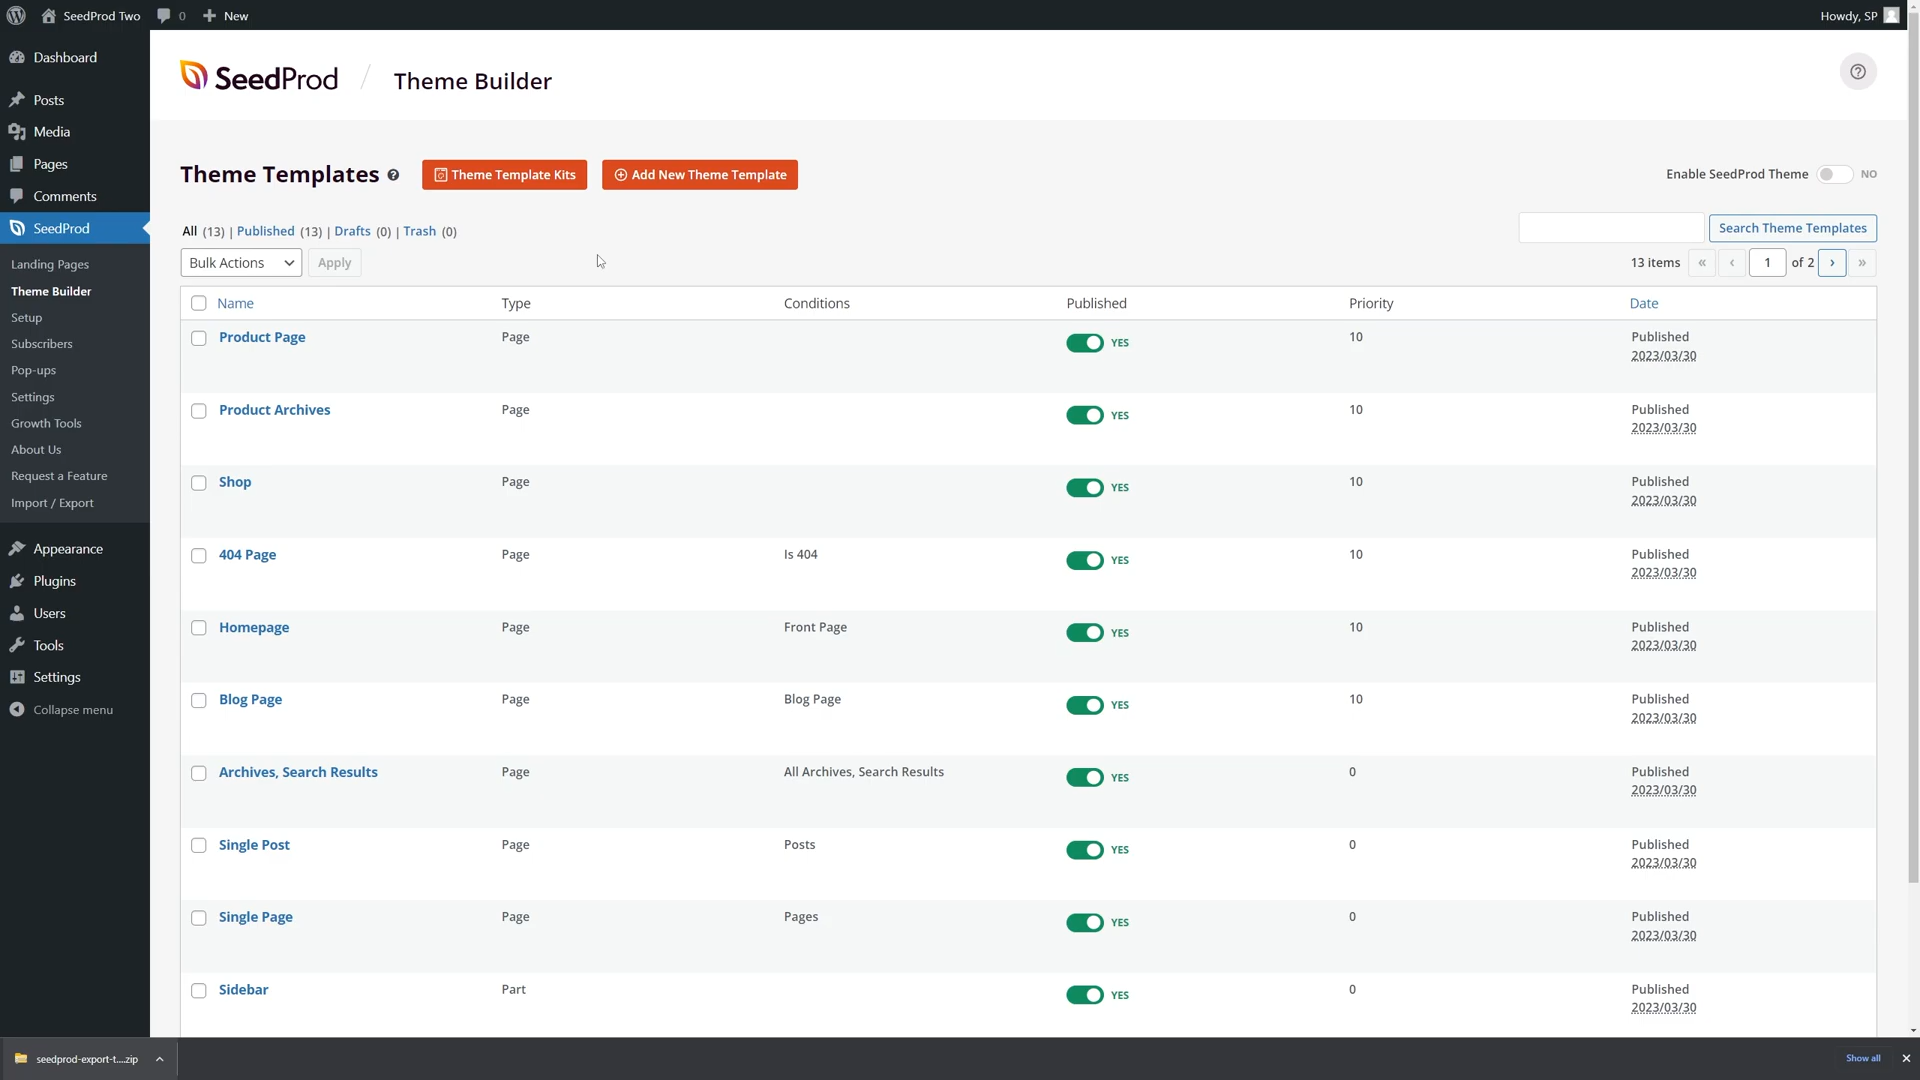 SeedProd Two
0
New
Howdy, SP
Dashboard
Posts
Media
Pages
Comments
SeedProd
Landing Pages
Theme Builder
Setup
Subscribers
Pop-ups
Settings
Growth Tools
About Us
Request a Feature
Import / Export
Appearance
Plugins
Users
Tools
Settings
Collapse menu
SeedProd / Theme Builder
Theme Templates
Theme Template Kits
Add New Theme Template
Enable SeedProd Theme NO
All (13) | Published (13) | Drafts (0) | Trash (0)
Search Theme Templates
Bulk Actions
Apply
13 items « ‹ 1 of 2 › »
Name Type Conditions Published Priority Date
Product Page Page YES 10 Published
2023/03/30
Product Archives Page YES 10 Published
2023/03/30
Shop Page YES 10 Published
2023/03/30
404 Page Page Is 404 YES 10 Published
2023/03/30
Homepage Page Front Page YES 10 Published
2023/03/30
Blog Page Page Blog Page YES 10 Published
2023/03/30
Archives, Search Results Page All Archives, Search Results YES 0 Published
2023/03/30
Single Post Page Posts YES 0 Published
2023/03/30
Single Page Page Pages YES 0 Published
2023/03/30
Sidebar Part YES 0 Published
2023/03/30
seedprod-export-t....zip
Show all